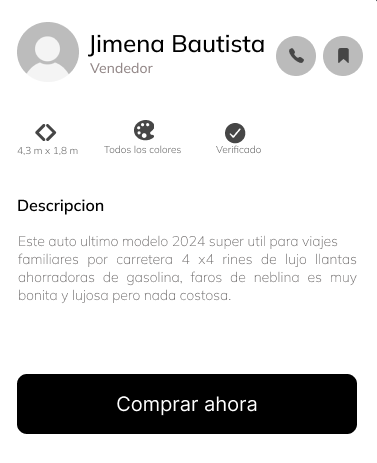 Jimena Bautista
Vendedor
4,3 m x 1,8 m
Todos los colores
Verificado
Descripcion
Este auto ultimo modelo 2024 super util para viajes
familiares por carretera 4 x4 rines de lujo llantas
ahorradoras de gasolina, faros de neblina es muy
bonita y lujosa pero nada costosa.
Comprar ahora